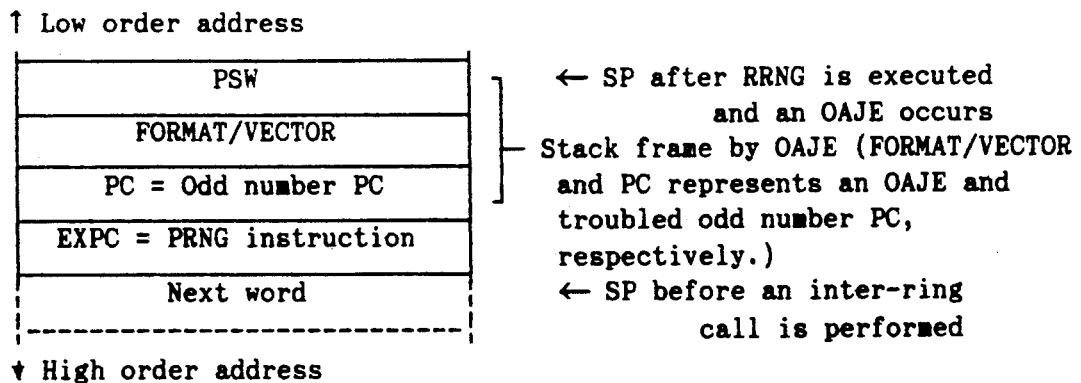 ↑ Low order address
PSW
← SP after RRNG is executed
and an OAJE occurs
FORMAT/VECTOR
Stack frame by OAJE (FORMAT/VECTOR
PC = Odd number PC
and PC represents an OAJE and
troubled odd number PC,
EXPC = PRNG instruction
respectively.)
Next word
← SP before an inter-ring
call is performed
↓ High order address